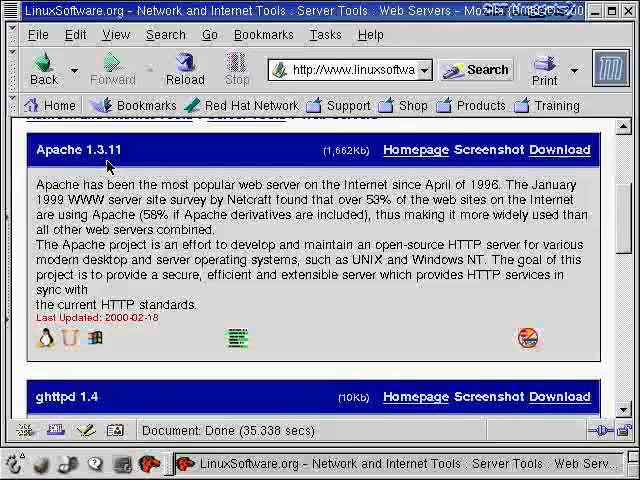 LinuxSoftware.org - Network and Internet Tools : Server Tools : Web Servers - Mozilla
File Edit View Search Go Bookmarks Tasks Help
Back Forward Reload Stop http://www.linuxsoftwa Search Print
Home Bookmarks Red Hat Network Support Shop Products Training
Apache 1.3.11 (1,662Kb) Homepage Screenshot Download
Apache has been the most popular web server on the Internet since April of 1996. The January
1999 WWW server site survey by Netcraft found that over 53% of the web sites on the Internet
are using Apache (58% if Apache derivatives are included), thus making it more widely used than
all other web servers combined.
The Apache project is an effort to develop and maintain an open-source HTTP server for various
modern desktop and server operating systems, such as UNIX and Windows NT. The goal of this
project is to provide a secure, efficient and extensible server which provides HTTP services in
sync with
the current HTTP standards.
Last Updated: 2000-02-18
ghttpd 1.4 (10Kb) Homepage Screenshot Download
Document: Done (35.338 secs)
LinuxSoftware.org - Network and Internet Tools : Server Tools : Web Serv...